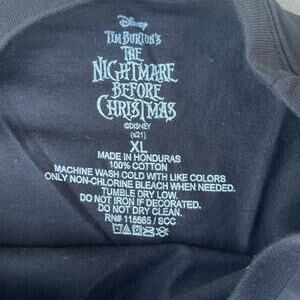 Disney
TIM BURTON'S
THE
NIGHTMARE
BEFORE
CHRISTMAS
©DISNEY
(s21)
XL
MADE IN HONDURAS
100% COTTON
MACHINE WASH COLD WITH LIKE COLORS
ONLY NON-CHLORINE BLEACH WHEN NEEDED.
TUMBLE DRY LOW.
DO NOT IRON IF DECORATED.
DO NOT DRY CLEAN.
RN# 115685 / SCC